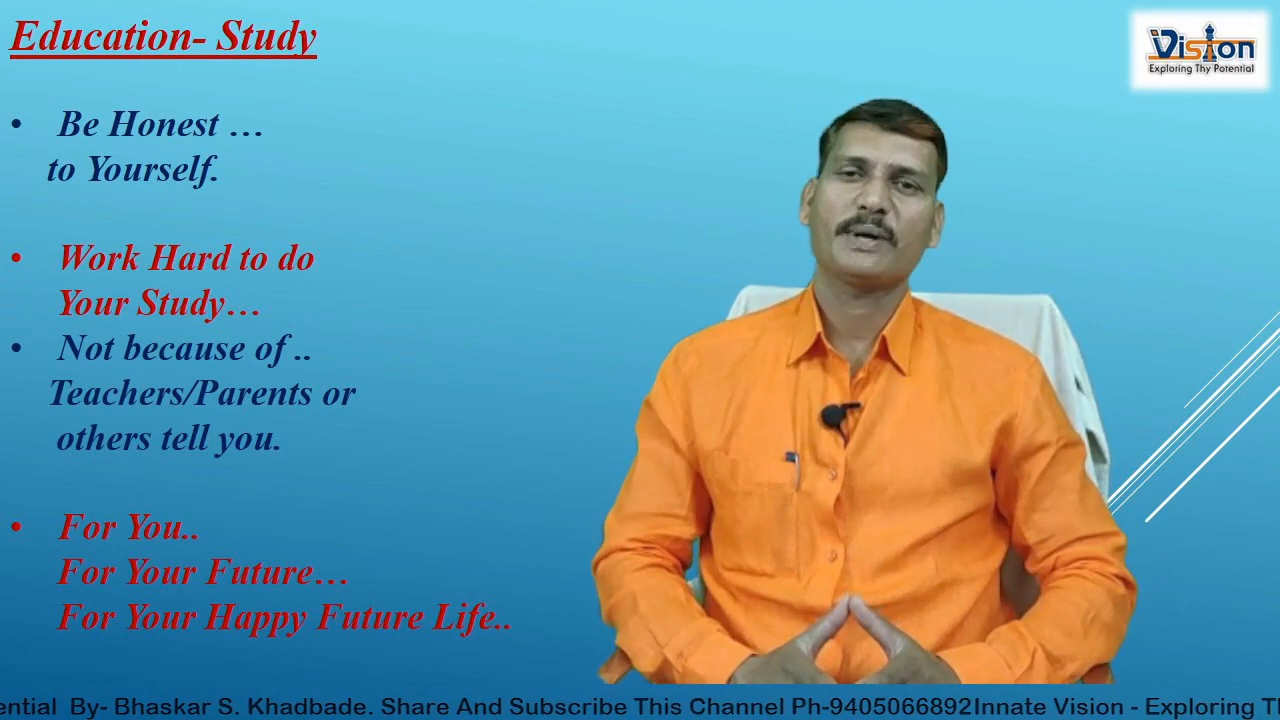 Education- Study
• Be Honest …
to Yourself.
• Work Hard to do
Your Study…
• Not because of ..
Teachers/Parents or
others tell you.
• For You..
For Your Future…
For Your Happy Future Life..
Vision
Exploring Thy Potential
ential By- Bhaskar S. Khadbade. Share And Subscribe This Channel Ph-9405066892Innate Vision - Exploring T